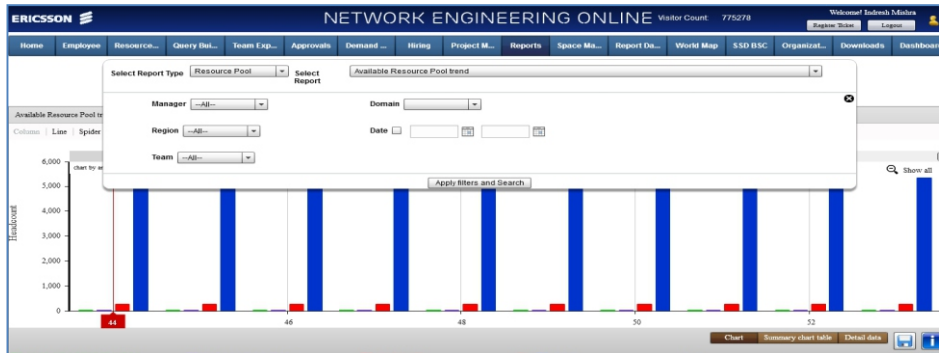 ERICSSON NETWORK ENGINEERING ONLINE Visitor Count: 775278 Welcome! Indresh Mishra
Register Ticket Logout
Home Employee Resource... Query Bui... Team Exp... Approvals Demand ... Hiring Project M... Reports Space Ma... Report Da... World Map SSD BSC Organizat... Downloads Dashboar
Select Report Type Resource Pool Select Report Available Resource Pool trend
Manager --All-- Domain
Available Resource Pool tr
Region --All-- Date
Column | Line | Spider
Team --All--
6,000 chart by a Show all
Apply filters and Search
5,000
4,000
Headcount
3,000
2,000
1,000
0
44 46 48 50 52
Chart Summary chart table Detail data